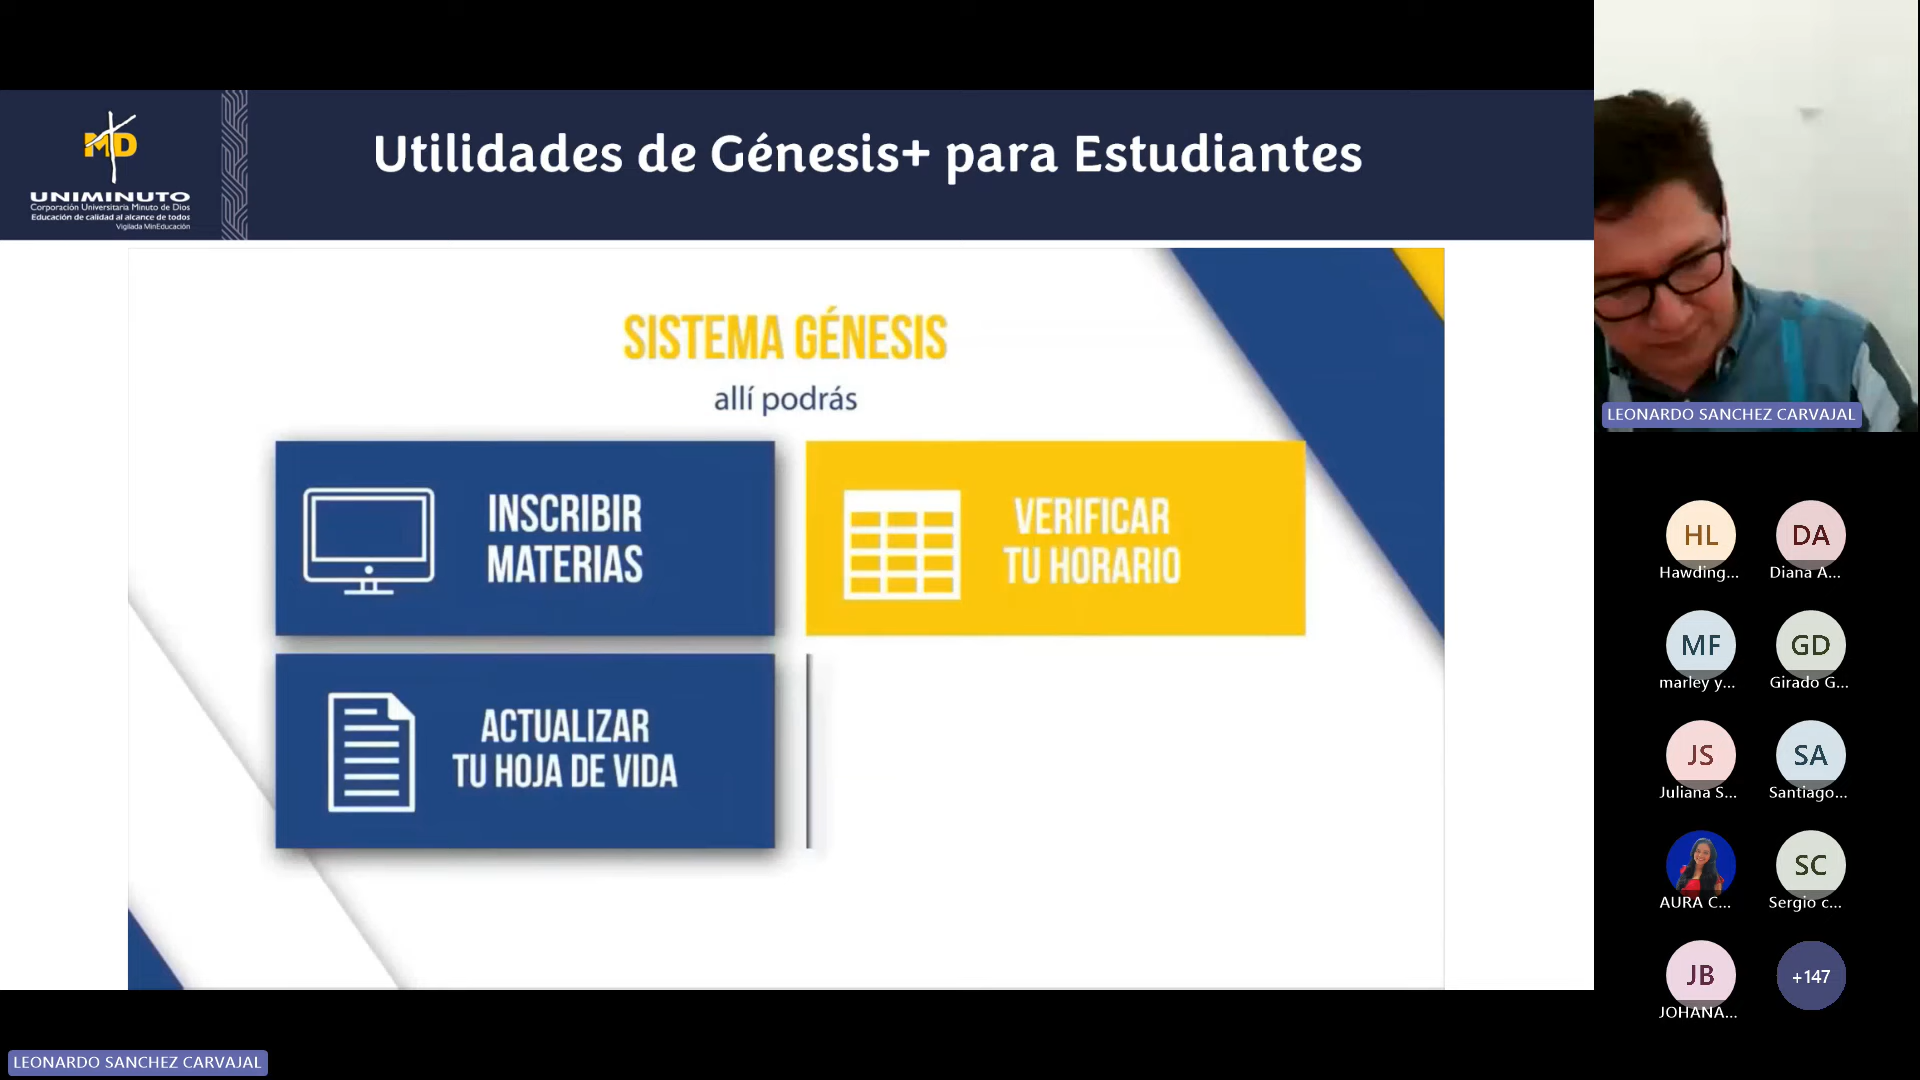 MD
UNIMINUTO
Corporación Universitaria Minuto de Dios
Educación de calidad al alcance de todos
Vigilada MinEducación
Utilidades de Génesis+ para Estudiantes
SISTEMA GÉNESIS
allí podrás
INSCRIBIR
MATERIAS
VERIFICAR
TU HORARIO
ACTUALIZAR
TU HOJA DE VIDA
LEONARDO SANCHEZ CARVAJAL
HL
Hawding...
DA
Diana A...
MF
marley y...
GD
Girado G...
JS
Juliana S...
SA
Santiago...
AURA C...
SC
Sergio c...
JB
JOHANA...
+147
LEONARDO SANCHEZ CARVAJAL